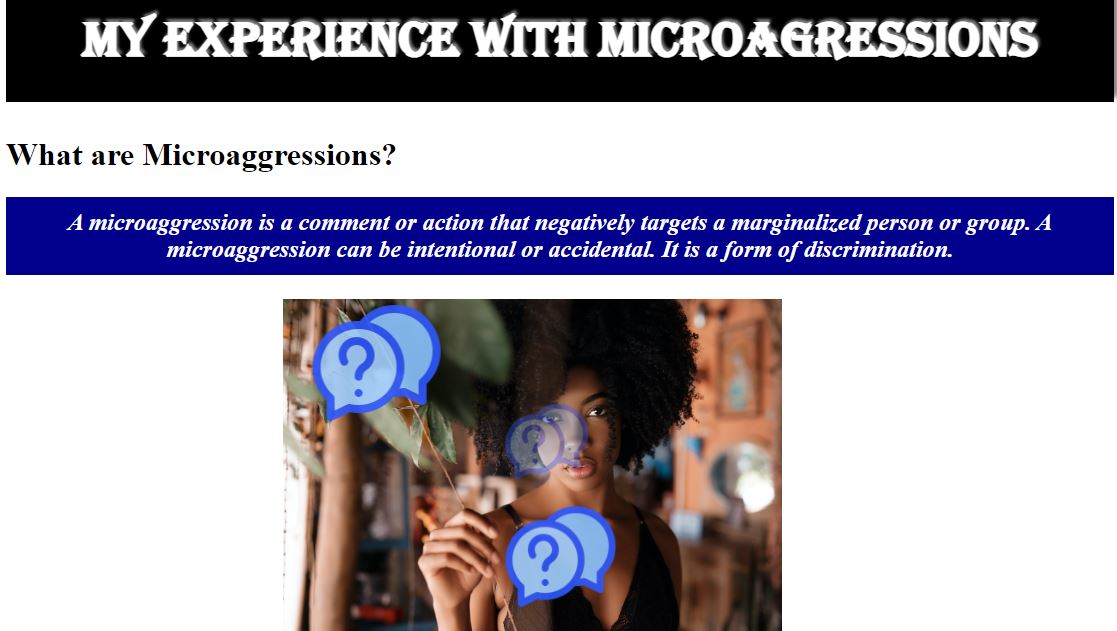 MY EXPERIENCE WITH MICROAGRESSIONS
What are Microaggressions?
A microaggression is a comment or action that negatively targets a marginalized person or group. A
microaggression can be intentional or accidental. It is a form of discrimination.
?
?
?